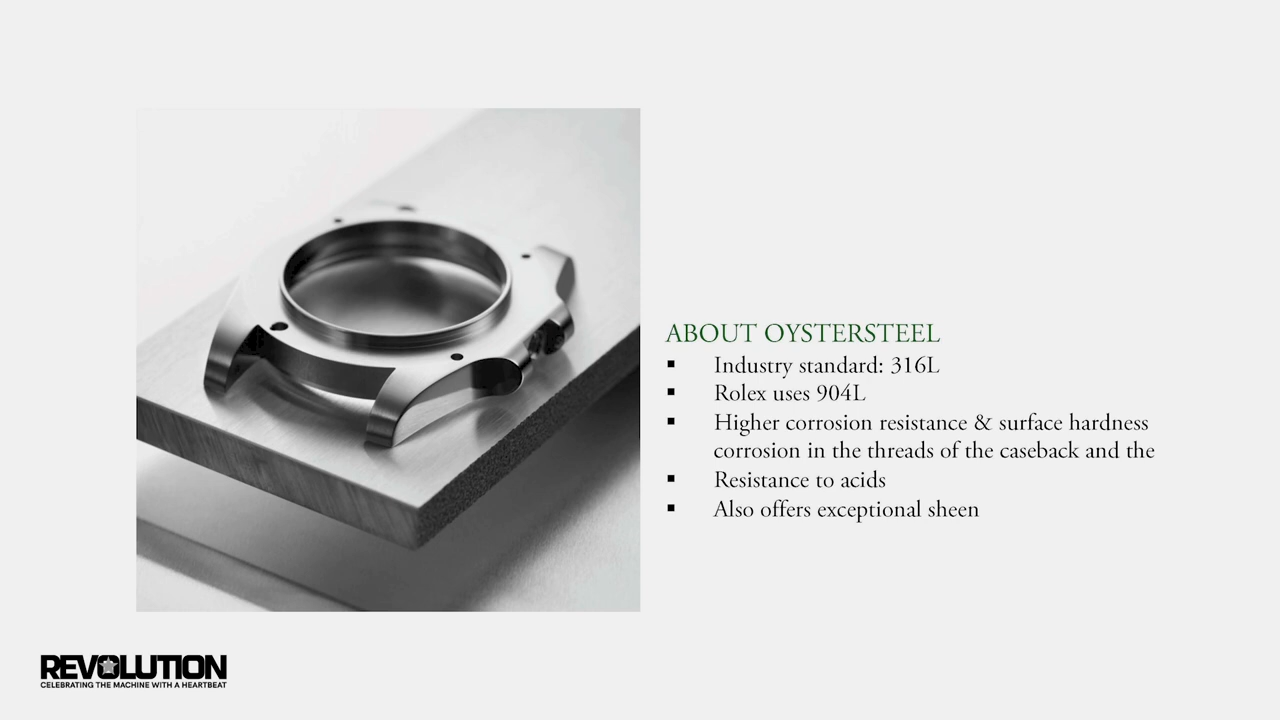 ABOUT OYSTERSTEEL
▪ Industry standard: 316L
▪ Rolex uses 904L
▪ Higher corrosion resistance & surface hardness
corrosion in the threads of the caseback and the
▪ Resistance to acids
▪ Also offers exceptional sheen
REVOLUTION
CELEBRATING THE MACHINE WITH A HEARTBEAT